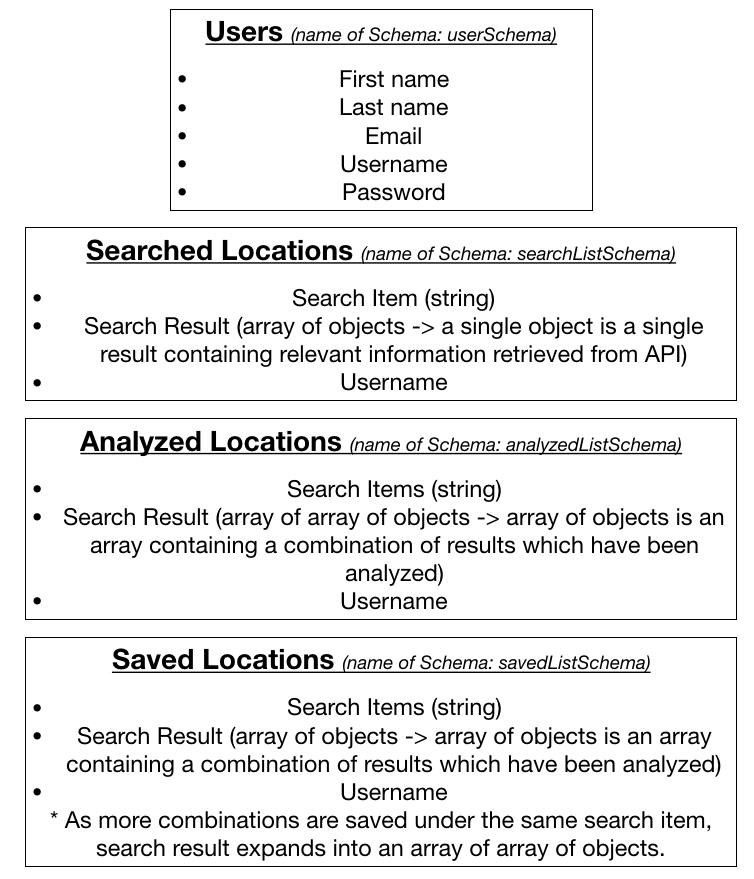 Users (name of Schema: userSchema)
• First name
• Last name
• Email
• Username
• Password
Searched Locations (name of Schema: searchListSchema)
• Search Item (string)
• Search Result (array of objects -> a single object is a single
result containing relevant information retrieved from API)
• Username
Analyzed Locations (name of Schema: analyzedListSchema)
• Search Items (string)
• Search Result (array of array of objects -> array of objects is an
array containing a combination of results which have been
analyzed)
• Username
Saved Locations (name of Schema: savedListSchema)
• Search Items (string)
• Search Result (array of objects -> array of objects is an array
containing a combination of results which have been analyzed)
• Username
* As more combinations are saved under the same search item,
search result expands into an array of array of objects.